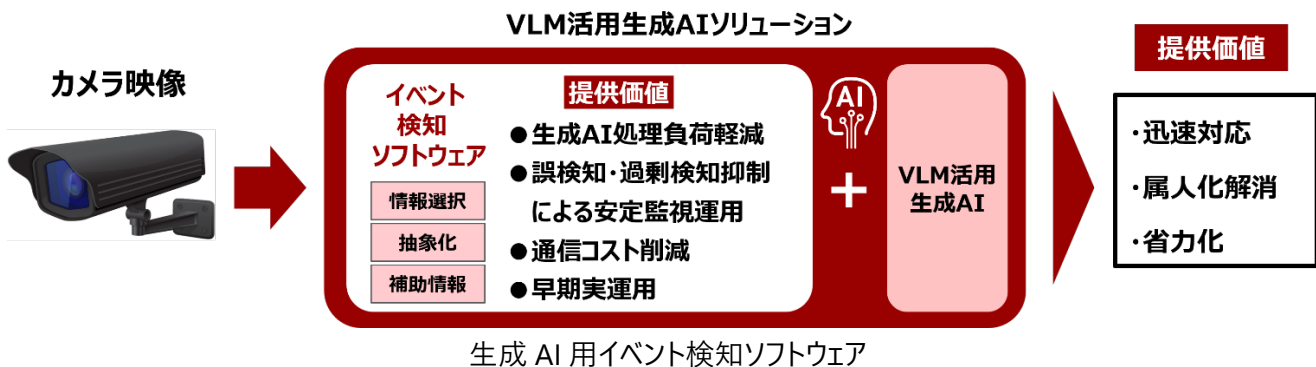 VLM活用生成AIソリューション
カメラ映像
イベント
検知
ソフトウェア
情報選択
抽象化
補助情報
提供価値
●生成AI処理負荷軽減
●誤検知・過剰検知抑制
による安定監視運用
●通信コスト削減
●早期実運用
AI
+
VLM活用
生成AI
提供価値
・迅速対応
・属人化解消
・省力化
生成 AI 用イベント検知ソフトウェア